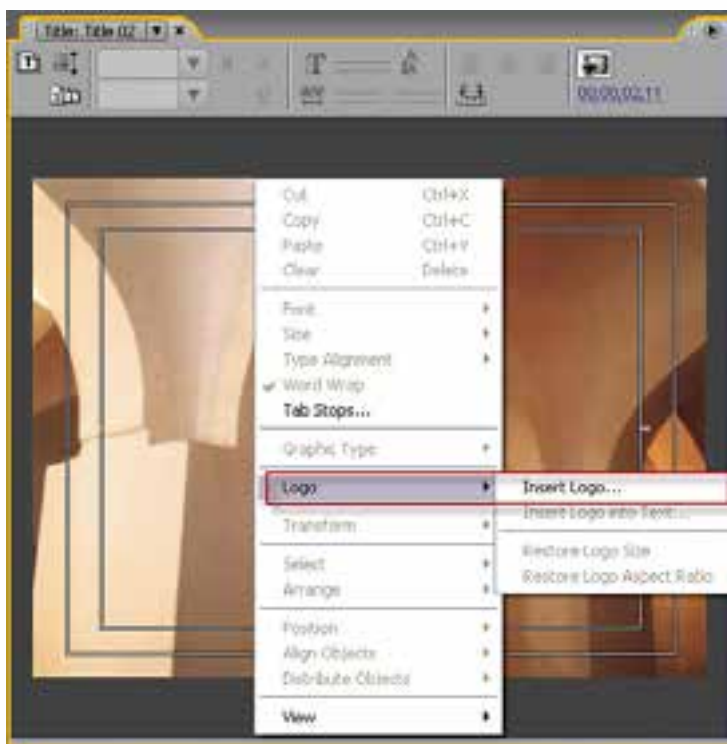 Title: Title 02
T
00;00;02;11
Cut Ctrl+X
Copy Ctrl+C
Paste Ctrl+V
Clear Delete
Font
Size
Type Alignment
Word Wrap
Tab Stops...
Graphic Type
Logo
Insert Logo...
Insert Logo into Text...
Restore Logo Size
Restore Logo Aspect Ratio
Transform
Select
Arrange
Position
Align Objects
Distribute Objects
View